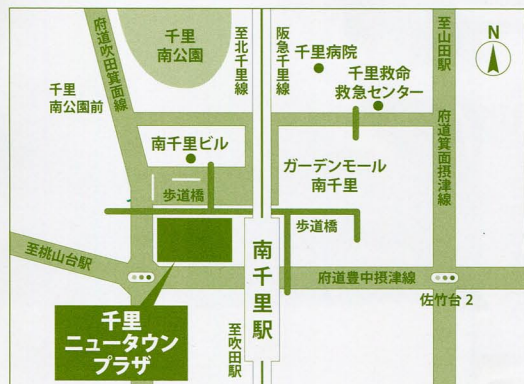 府道吹田箕面線
千里
南公園
至北千里線
阪急千里線
千里病院
千里救命
救急センター
至山田駅
N
千里
南公園前
南千里ビル
ガーデンモール
南千里
府道箕面摂津線
歩道橋
歩道橋
至桃山台駅
南千里駅
府道豊中摂津線
佐竹台2
千里
ニュータウン
プラザ
至吹田駅